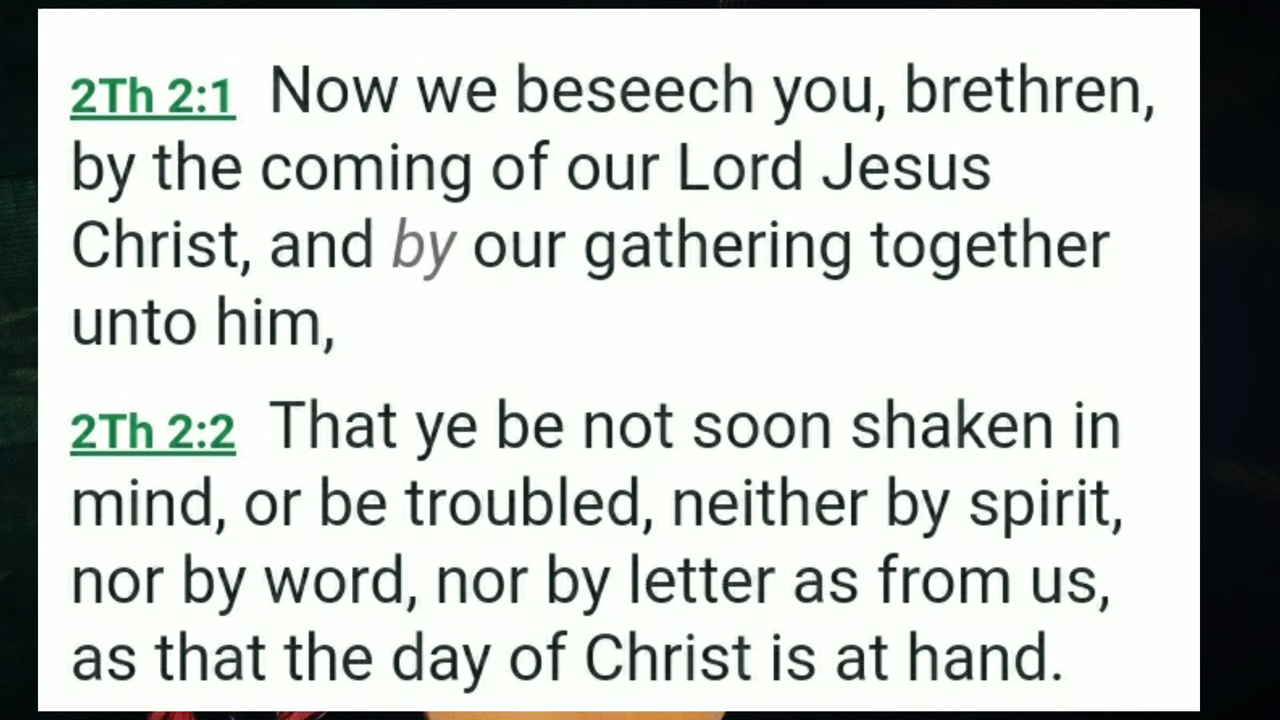 2Th 2:1 Now we beseech you, brethren,
by the coming of our Lord Jesus
Christ, and by our gathering together
unto him,
2Th 2:2 That ye be not soon shaken in
mind, or be troubled, neither by spirit,
nor by word, nor by letter as from us,
as that the day of Christ is at hand.